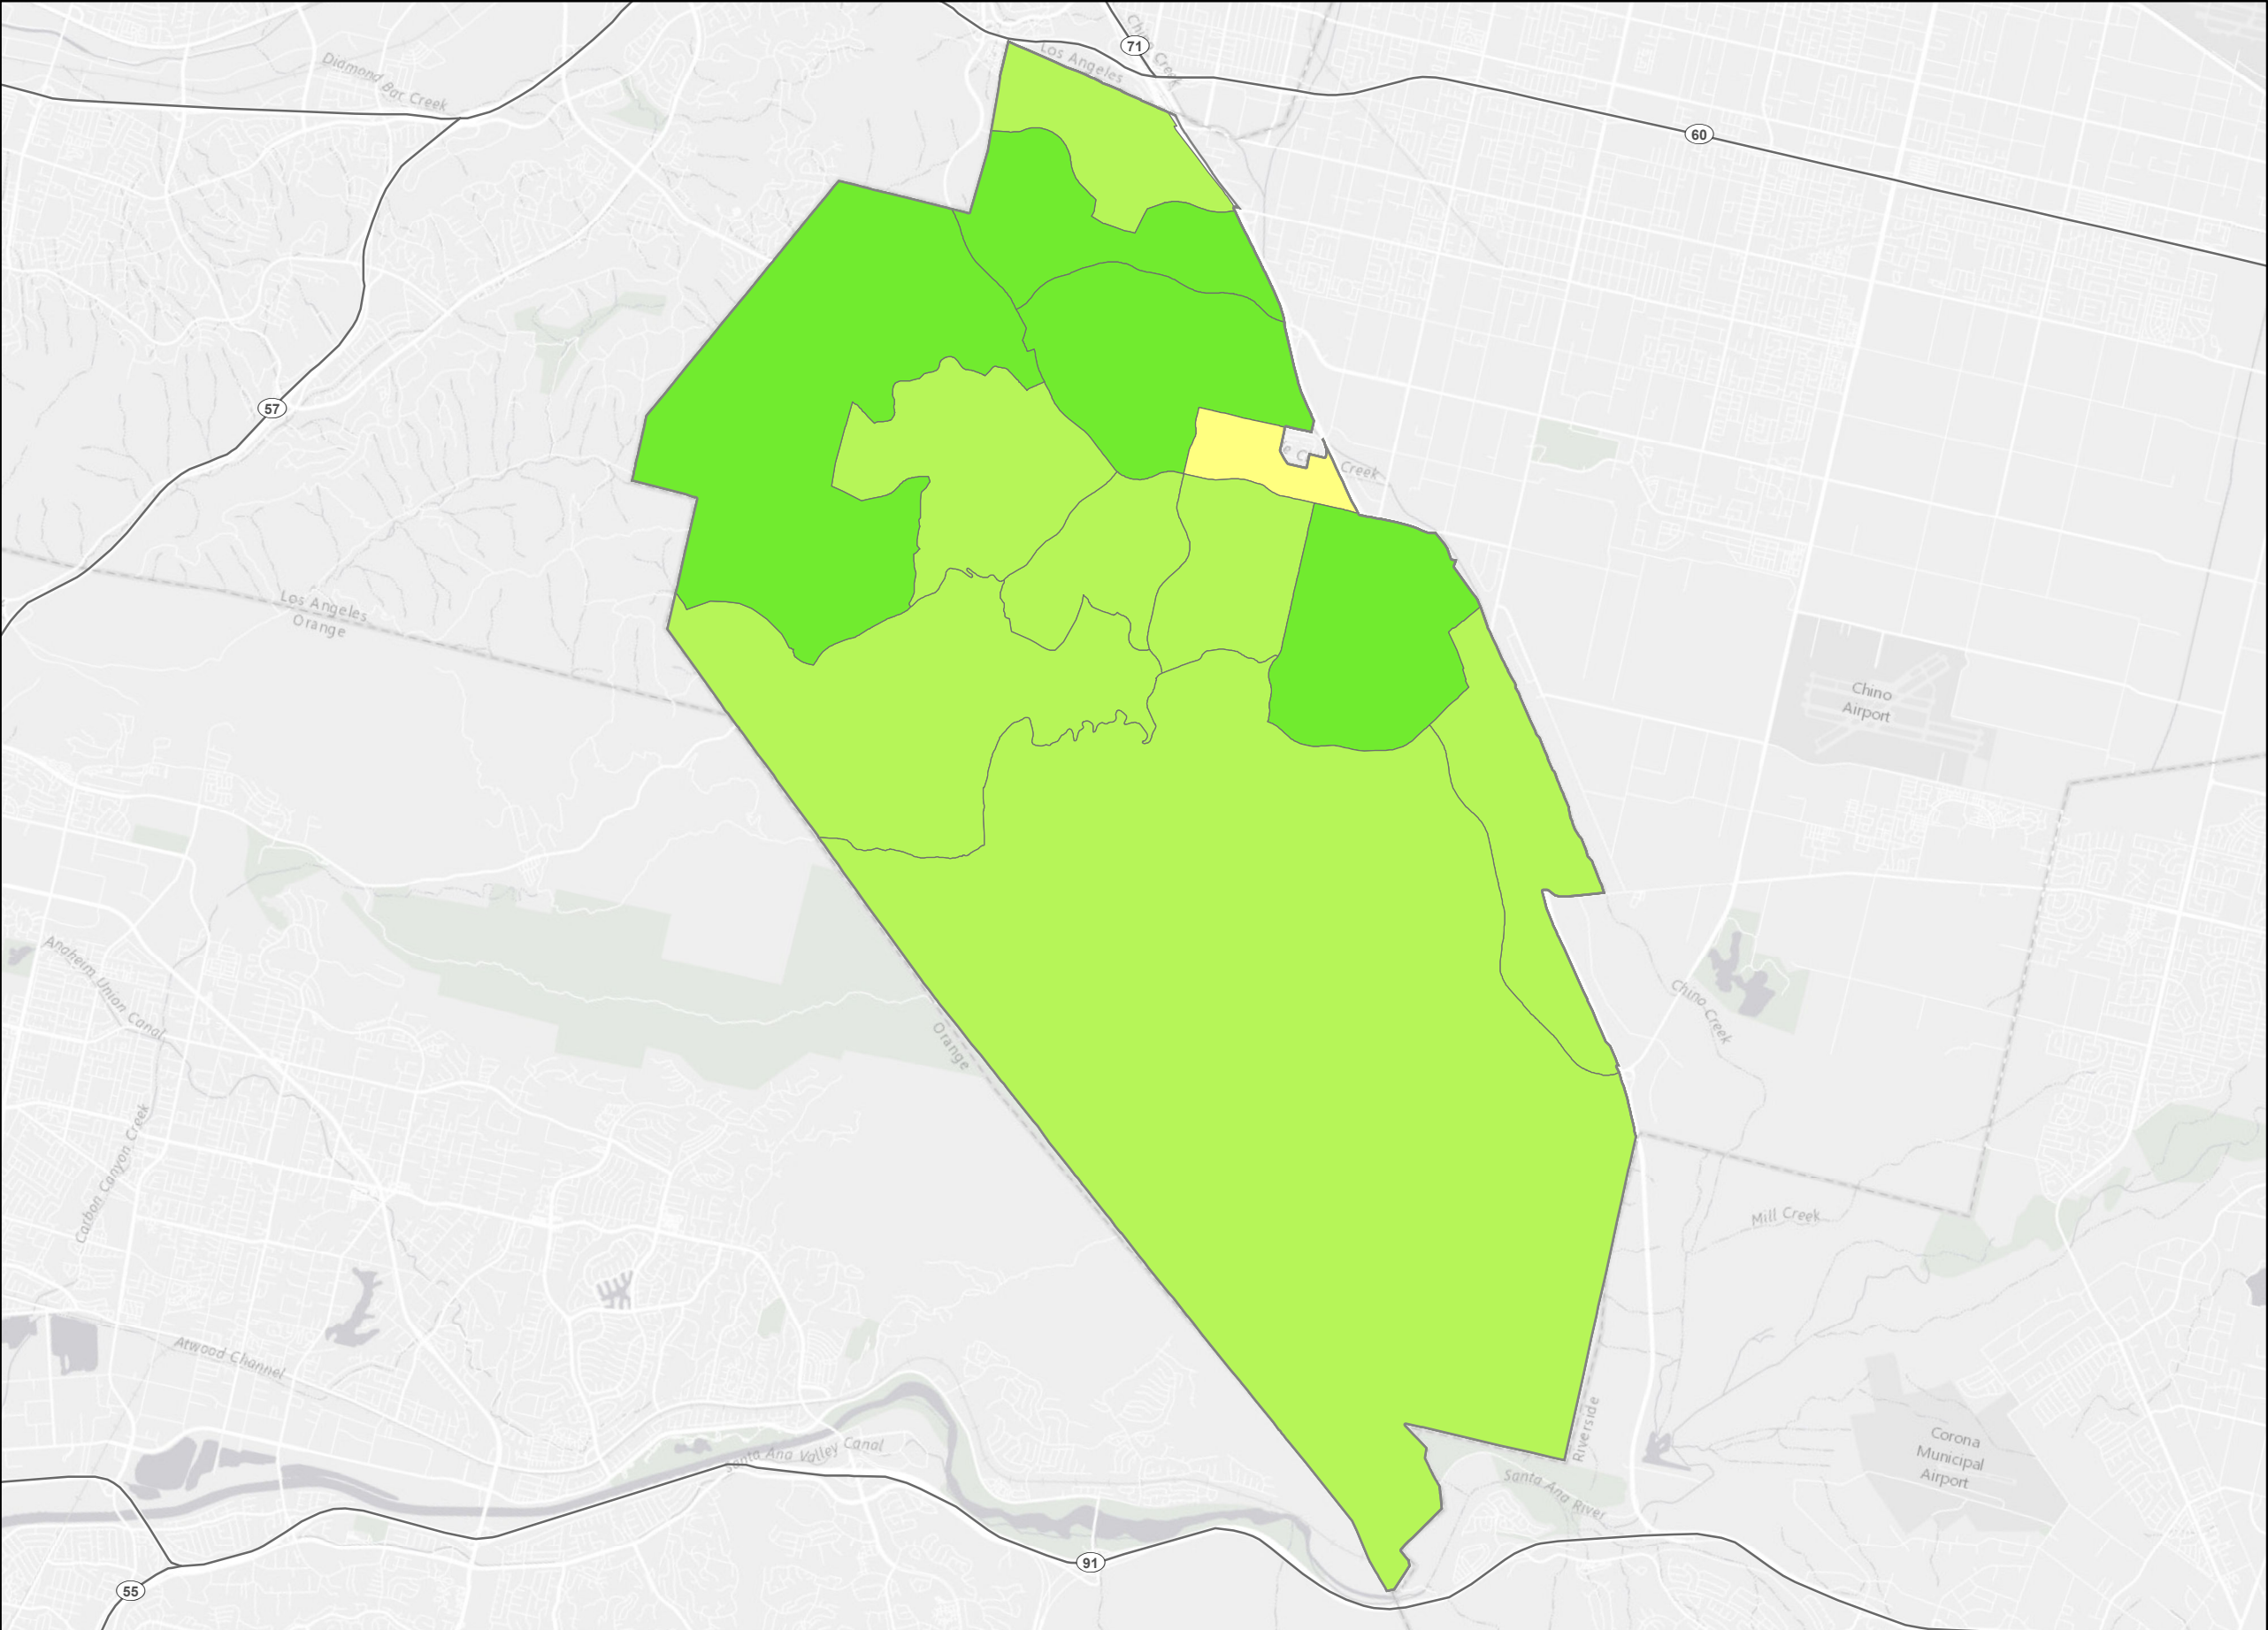 Chino Creek
71
Los Angeles
Diamond Bar Creek
60
57
Creek
Los Angeles
Orange
Chino
Airport
Anaheim Union Canal
Chino Creek
Orange
Carbon Canyon Creek
Mill Creek
Atwood Channel
Riverside
Santa Ana Valley Canal
Corona
Municipal
Airport
Santa Ana River
91
55